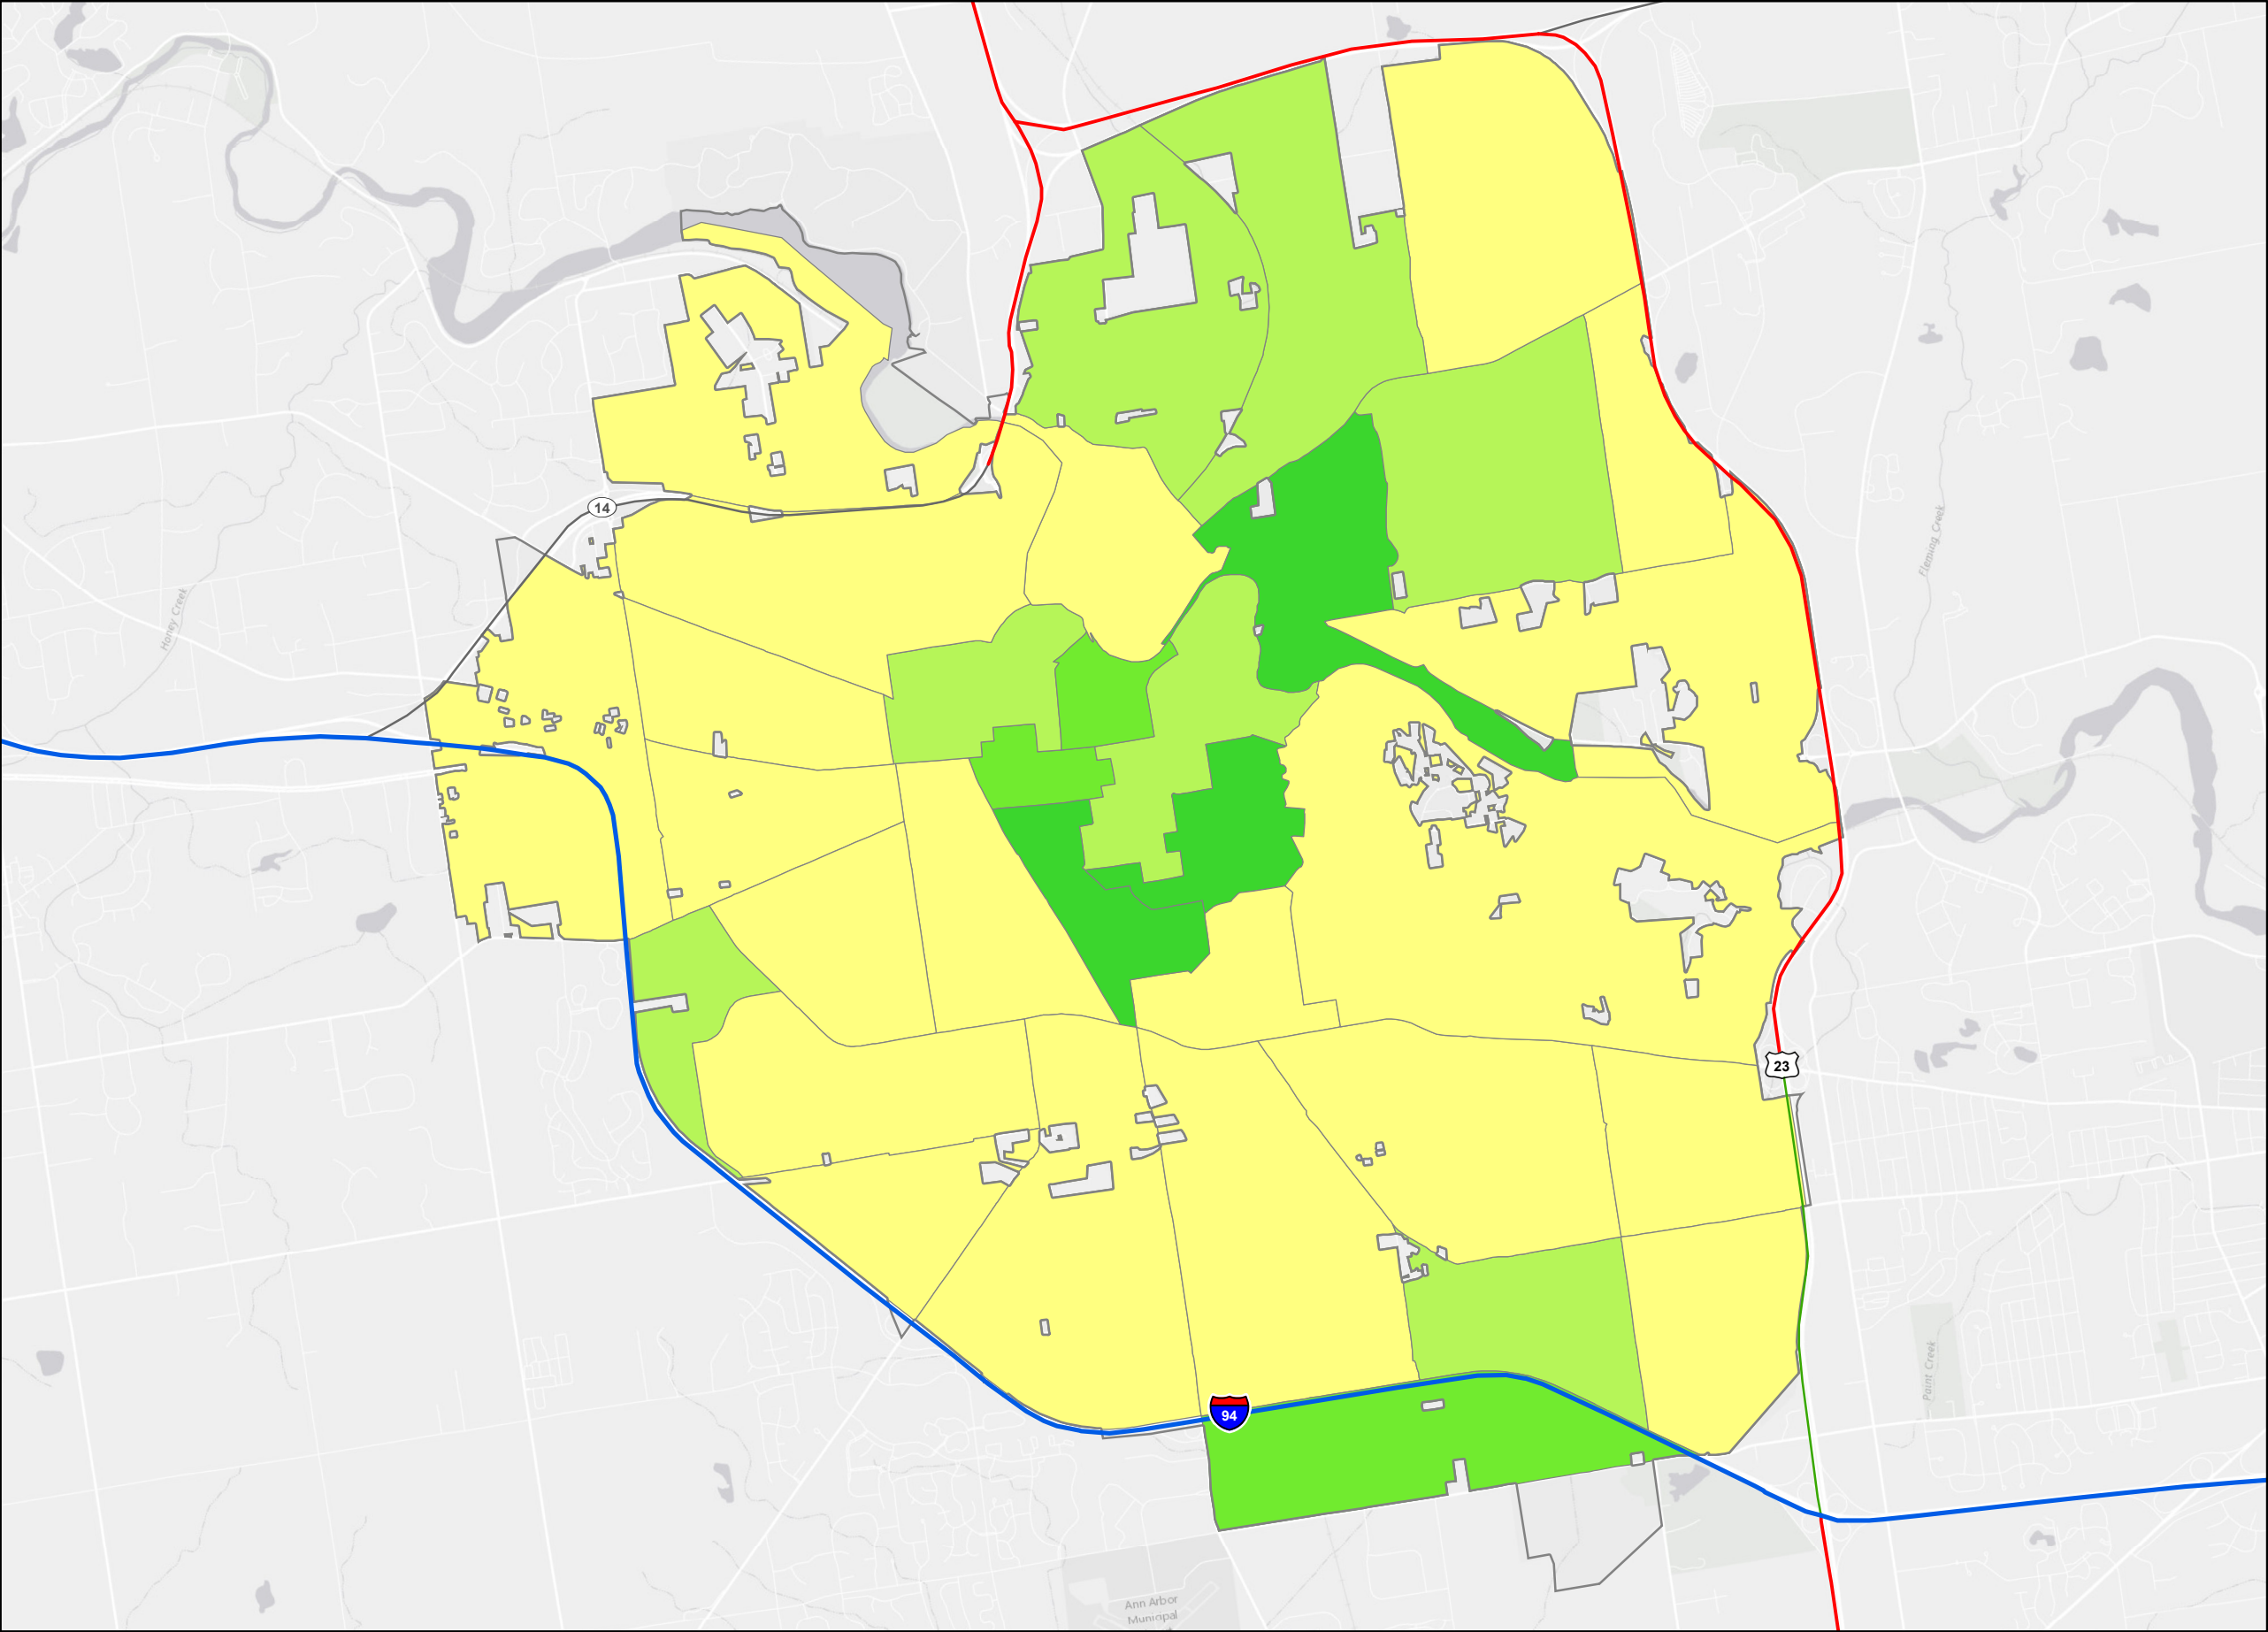 14
Honey Creek
Fleming Creek
23
Paint Creek
94
Ann Arbor
Municipal